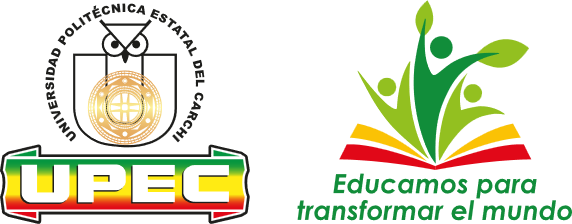 UNIVERSIDAD POLITÉCNICA ESTATAL DEL CARCHI
UPEC
Educamos para
transformar el mundo